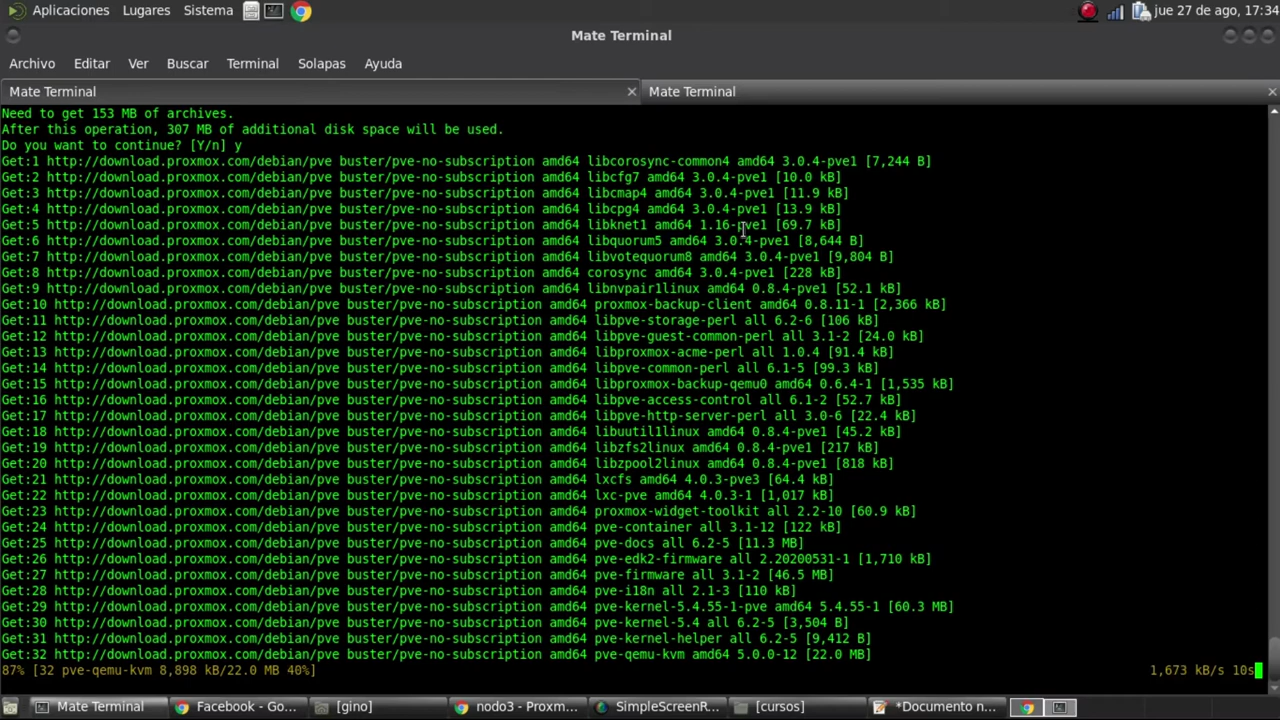 Aplicaciones Lugares Sistema jue 27 de ago, 17:34
Mate Terminal
Archivo Editar Ver Buscar Terminal Solapas Ayuda
Mate Terminal × Mate Terminal ×
Need to get 153 MB of archives.
After this operation, 307 MB of additional disk space will be used.
Do you want to continue? [Y/n] y
Get:1 http://download.proxmox.com/debian/pve buster/pve-no-subscription amd64 libcorosync-common4 amd64 3.0.4-pve1 [7,244 B]
Get:2 http://download.proxmox.com/debian/pve buster/pve-no-subscription amd64 libcfg7 amd64 3.0.4-pve1 [10.0 kB]
Get:3 http://download.proxmox.com/debian/pve buster/pve-no-subscription amd64 libcmap4 amd64 3.0.4-pve1 [11.9 kB]
Get:4 http://download.proxmox.com/debian/pve buster/pve-no-subscription amd64 libcpg4 amd64 3.0.4-pve1 [13.9 kB]
Get:5 http://download.proxmox.com/debian/pve buster/pve-no-subscription amd64 libknet1 amd64 1.16-pve1 [69.7 kB]
Get:6 http://download.proxmox.com/debian/pve buster/pve-no-subscription amd64 libquorum5 amd64 3.0.4-pve1 [8,644 B]
Get:7 http://download.proxmox.com/debian/pve buster/pve-no-subscription amd64 libvotequorum8 amd64 3.0.4-pve1 [9,804 B]
Get:8 http://download.proxmox.com/debian/pve buster/pve-no-subscription amd64 corosync amd64 3.0.4-pve1 [228 kB]
Get:9 http://download.proxmox.com/debian/pve buster/pve-no-subscription amd64 libnvpair1linux amd64 0.8.4-pve1 [52.1 kB]
Get:10 http://download.proxmox.com/debian/pve buster/pve-no-subscription amd64 proxmox-backup-client amd64 0.8.11-1 [2,366 kB]
Get:11 http://download.proxmox.com/debian/pve buster/pve-no-subscription amd64 libpve-storage-perl all 6.2-6 [106 kB]
Get:12 http://download.proxmox.com/debian/pve buster/pve-no-subscription amd64 libpve-guest-common-perl all 3.1-2 [24.0 kB]
Get:13 http://download.proxmox.com/debian/pve buster/pve-no-subscription amd64 libproxmox-acme-perl all 1.0.4 [91.4 kB]
Get:14 http://download.proxmox.com/debian/pve buster/pve-no-subscription amd64 libpve-common-perl all 6.1-5 [99.3 kB]
Get:15 http://download.proxmox.com/debian/pve buster/pve-no-subscription amd64 libproxmox-backup-qemu0 amd64 0.6.4-1 [1,535 kB]
Get:16 http://download.proxmox.com/debian/pve buster/pve-no-subscription amd64 libpve-access-control all 6.1-2 [52.7 kB]
Get:17 http://download.proxmox.com/debian/pve buster/pve-no-subscription amd64 libpve-http-server-perl all 3.0-6 [22.4 kB]
Get:18 http://download.proxmox.com/debian/pve buster/pve-no-subscription amd64 libuutil1linux amd64 0.8.4-pve1 [45.2 kB]
Get:19 http://download.proxmox.com/debian/pve buster/pve-no-subscription amd64 libzfs2linux amd64 0.8.4-pve1 [217 kB]
Get:20 http://download.proxmox.com/debian/pve buster/pve-no-subscription amd64 libzpool2linux amd64 0.8.4-pve1 [818 kB]
Get:21 http://download.proxmox.com/debian/pve buster/pve-no-subscription amd64 lxcfs amd64 4.0.3-pve3 [64.4 kB]
Get:22 http://download.proxmox.com/debian/pve buster/pve-no-subscription amd64 lxc-pve amd64 4.0.3-1 [1,017 kB]
Get:23 http://download.proxmox.com/debian/pve buster/pve-no-subscription amd64 proxmox-widget-toolkit all 2.2-10 [60.9 kB]
Get:24 http://download.proxmox.com/debian/pve buster/pve-no-subscription amd64 pve-container all 3.1-12 [122 kB]
Get:25 http://download.proxmox.com/debian/pve buster/pve-no-subscription amd64 pve-docs all 6.2-5 [11.3 MB]
Get:26 http://download.proxmox.com/debian/pve buster/pve-no-subscription amd64 pve-edk2-firmware all 2.20200531-1 [1,710 kB]
Get:27 http://download.proxmox.com/debian/pve buster/pve-no-subscription amd64 pve-firmware all 3.1-2 [46.5 MB]
Get:28 http://download.proxmox.com/debian/pve buster/pve-no-subscription amd64 pve-i18n all 2.1-3 [110 kB]
Get:29 http://download.proxmox.com/debian/pve buster/pve-no-subscription amd64 pve-kernel-5.4.55-1-pve amd64 5.4.55-1 [60.3 MB]
Get:30 http://download.proxmox.com/debian/pve buster/pve-no-subscription amd64 pve-kernel-5.4 all 6.2-5 [3,504 B]
Get:31 http://download.proxmox.com/debian/pve buster/pve-no-subscription amd64 pve-kernel-helper all 6.2-5 [9,412 B]
Get:32 http://download.proxmox.com/debian/pve buster/pve-no-subscription amd64 pve-qemu-kvm amd64 5.0.0-12 [22.0 MB]
87% [32 pve-qemu-kvm 8,898 kB/22.0 MB 40%] 1,673 kB/s 10s
Mate Terminal Facebook - Go... [gino] nodo3 - Proxm... SimpleScreenR... [cursos] *Documento n...